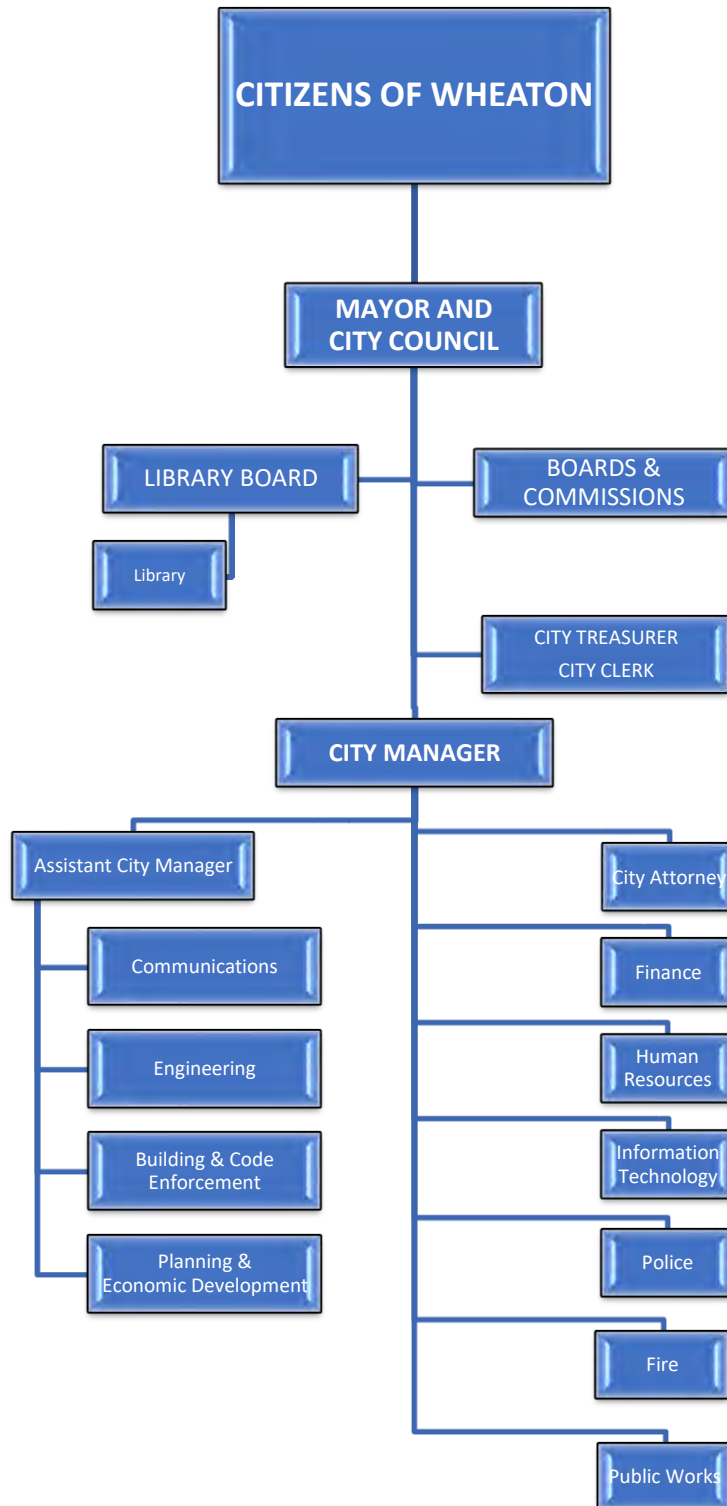 CITIZENS OF WHEATON
MAYOR AND
CITY COUNCIL
LIBRARY BOARD
BOARDS &
COMMISSIONS
Library
CITY TREASURER
CITY CLERK
CITY MANAGER
Assistant City Manager
Communications
Engineering
Building & Code
Enforcement
Planning &
Economic Development
City Attorney
Finance
Human
Resources
Information
Technology
Police
Fire
Public Works